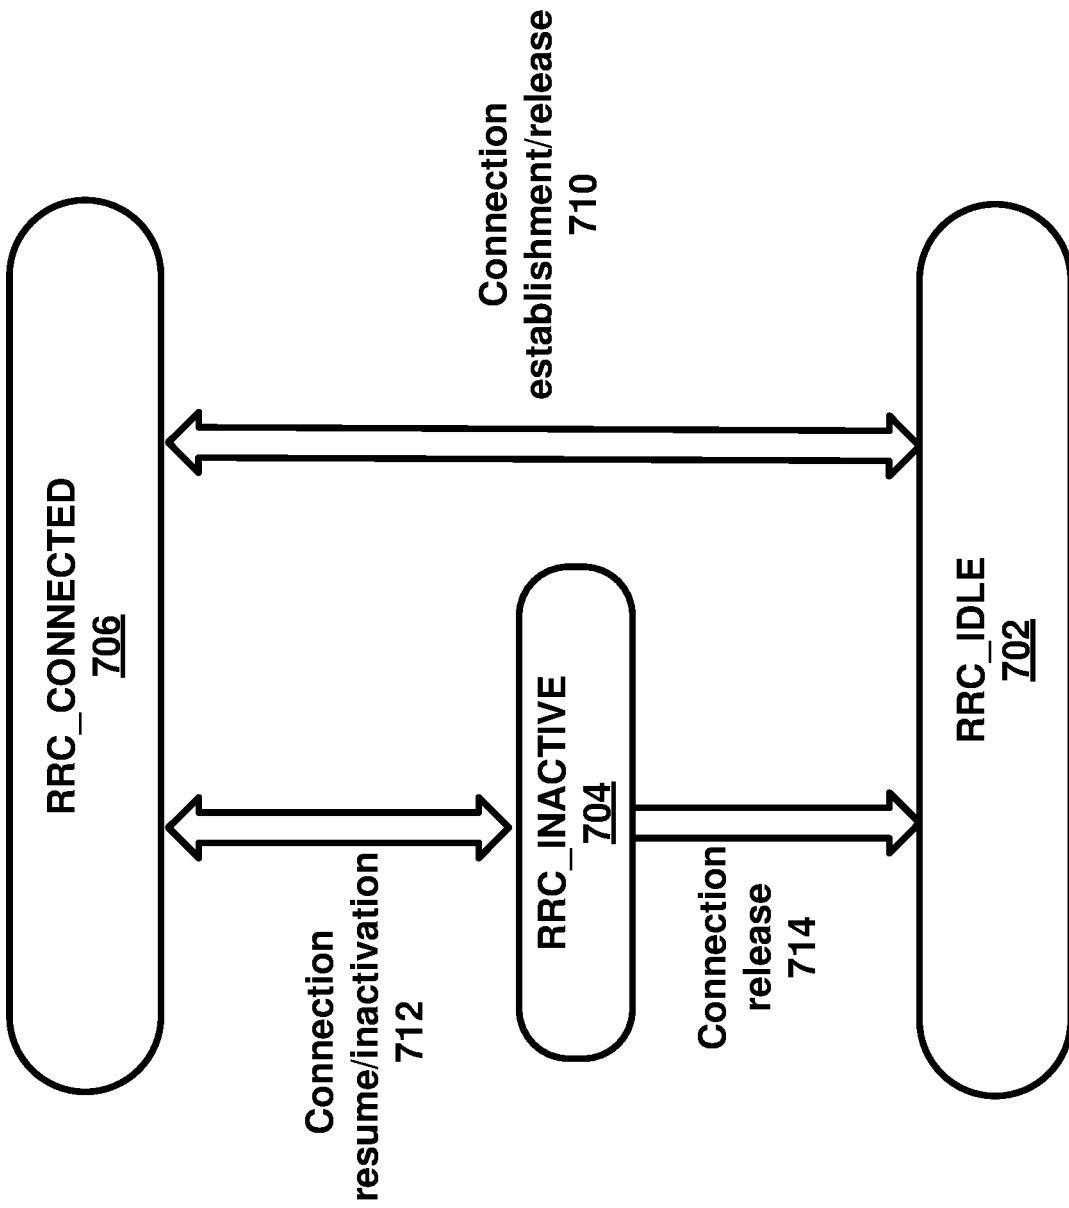 RRC_CONNECTED
706
Connection
resume/inactivation
712
Connection
establishment/release
710
RRC_INACTIVE
704
Connection
release
714
RRC_IDLE
702